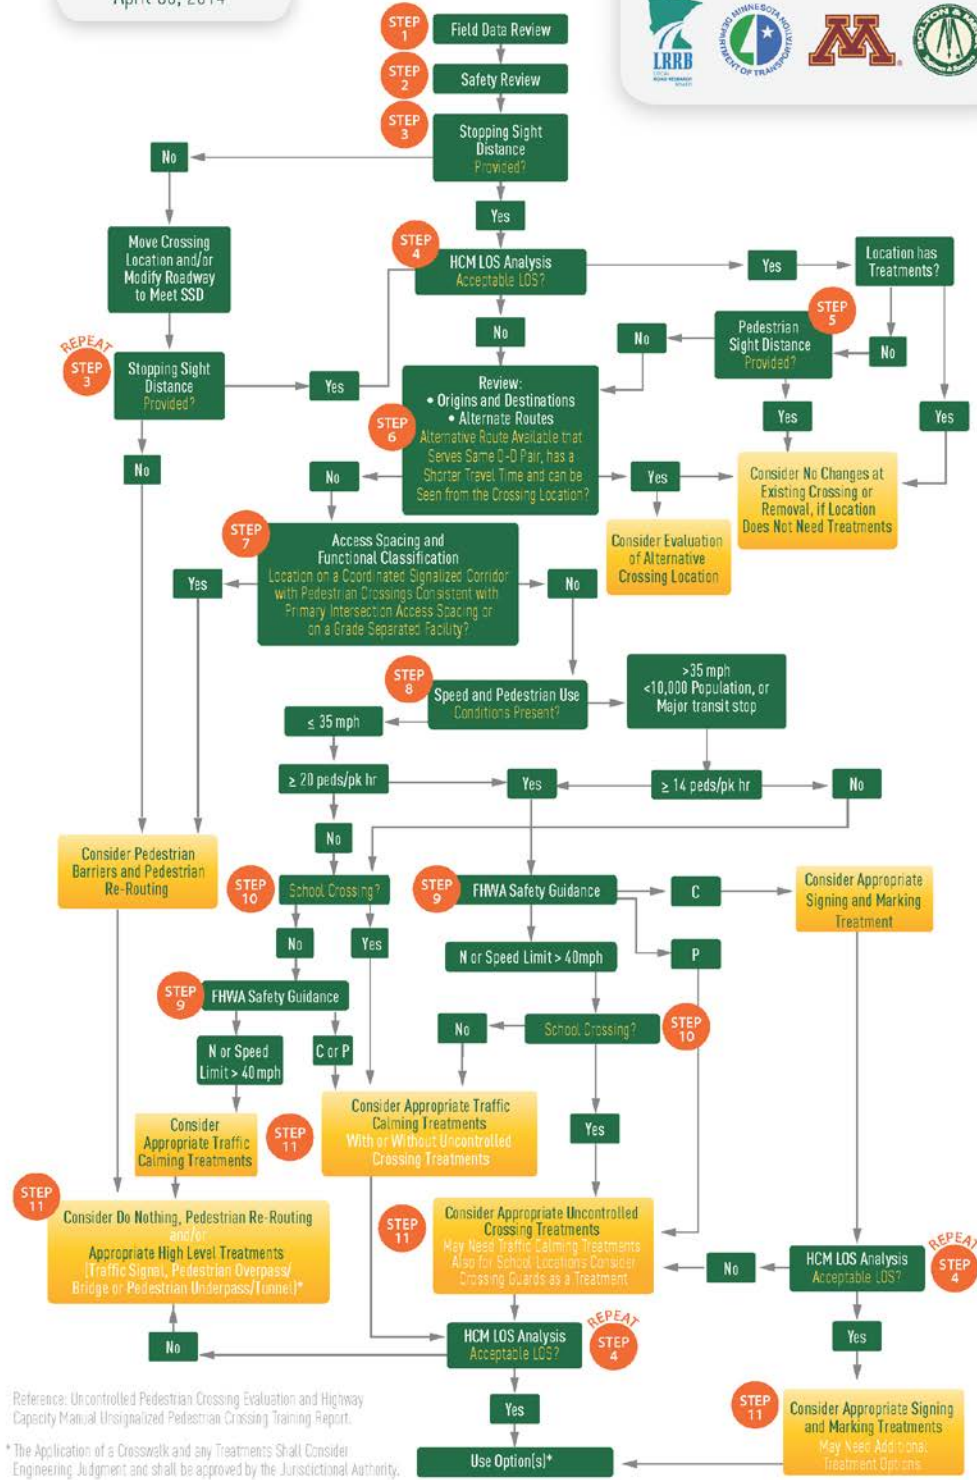 April 03, 2014
LRRB
LOCAL
ROAD RESEARCH
BOARD
MINNESOTA
DEPARTMENT OF TRANSPORTATION
M
BOLTON &
STEP 1
Field Data Review
STEP 2
Safety Review
STEP 3
Stopping Sight
Distance
Provided?
No
Yes
Move Crossing
Location and/or
Modify Roadway
to Meet SSD
STEP 4
HCM LOS Analysis
Acceptable LOS?
Yes
Location has
Treatments?
No
STEP 5
Pedestrian
Sight Distance
Provided?
No
No
Yes
Yes
REPEAT
STEP 3
Stopping Sight
Distance
Provided?
Yes
No
STEP 6
Review:
• Origins and Destinations
• Alternate Routes
Alternative Route Available that
Serves Same O-D Pair, has a
Shorter Travel Time and can be
Seen from the Crossing Location?
No
Yes
Consider No Changes at
Existing Crossing or
Removal, if Location
Does Not Need Treatments
Consider Evaluation
of Alternative
Crossing Location
STEP 7
Access Spacing and
Functional Classification
Location on a Coordinated Signalized Corridor
with Pedestrian Crossings Consistent with
Primary Intersection Access Spacing or
on a Grade Separated Facility?
Yes
No
STEP 8
Speed and Pedestrian Use
Conditions Present?
>35 mph
<10,000 Population, or
Major transit stop
≤ 35 mph
≥ 20 peds/pk hr
Yes
≥ 14 peds/pk hr
No
No
Consider Pedestrian
Barriers and Pedestrian
Re-Routing
STEP 10
School Crossing?
STEP 9
FHWA Safety Guidance
C
Consider Appropriate
Signing and Marking
Treatment
No
Yes
N or Speed Limit > 40mph
P
STEP 9
FHWA Safety Guidance
No
School Crossing?
STEP 10
N or Speed
Limit > 40 mph
C or P
Consider
Appropriate Traffic
Calming Treatments
STEP 11
Consider Appropriate Traffic
Calming Treatments
With or Without Uncontrolled
Crossing Treatments
Yes
STEP 11
Consider Do Nothing, Pedestrian Re-Routing
and/or
Appropriate High Level Treatments
(Traffic Signal, Pedestrian Overpass/
Bridge or Pedestrian Underpass/Tunnel)*
STEP 11
Consider Appropriate Uncontrolled
Crossing Treatments
May Need Traffic Calming Treatments
Also for School Locations Consider
Crossing Guards as a Treatment
No
HCM LOS Analysis
Acceptable LOS?
REPEAT
STEP 4
No
HCM LOS Analysis
Acceptable LOS?
REPEAT
STEP 4
Yes
Yes
STEP 11
Consider Appropriate Signing
and Marking Treatments
May Need Additional
Treatment Options
Use Option(s)*
Reference: Uncontrolled Pedestrian Crossing Evaluation and Highway
Capacity Manual Unsignalized Pedestrian Crossing Training Report.
* The Application of a Crosswalk and any Treatments Shall Consider
Engineering Judgment and shall be approved by the Jurisdictional Authority.